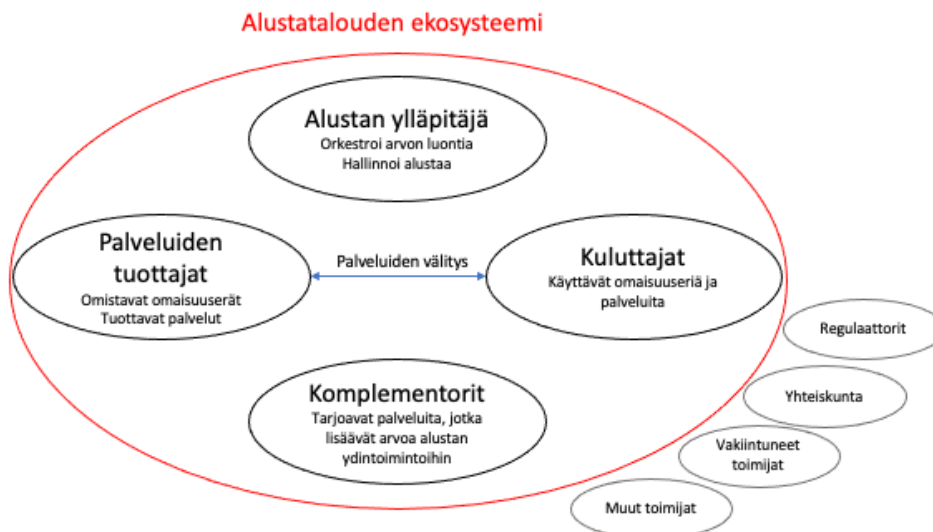 Alustatalouden ekosysteemi
Alustan ylläpitäjä
Orkestroi arvon luontia
Hallinnoi alustaa
Palveluiden
tuottajat
Omistavat omaisuuserät
Tuottavat palvelut
Palveluiden välitys
Kuluttajat
Käyttävät omaisuuseriä ja
palveluita
Komplementorit
Tarjoavat palveluita, jotka
lisäävät arvoa alustan
ydintoimintoihin
Regulaattorit
Yhteiskunta
Vakiintuneet
toimijat
Muut toimijat